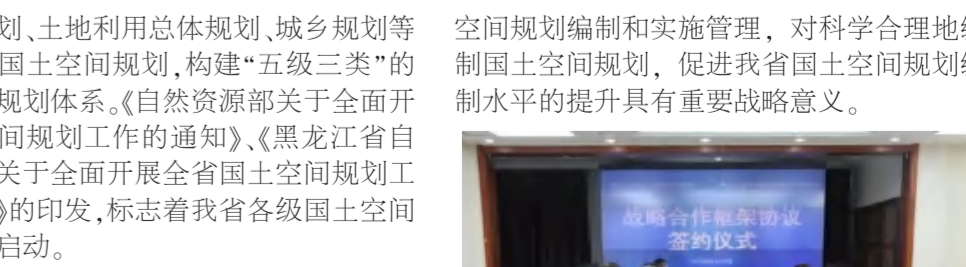 划、土地利用总体规划、城乡规划等
国土空间规划,构建“五级三类”的
规划体系。《自然资源部关于全面开
间规划工作的通知》、《黑龙江省自
关于全面开展全省国土空间规划工
》的印发,标志着我省各级国土空间
启动。
空间规划编制和实施管理，对科学合理地编
制国土空间规划，促进我省国土空间规划编
制水平的提升具有重要战略意义。
战略合作框架协议
签约仪式